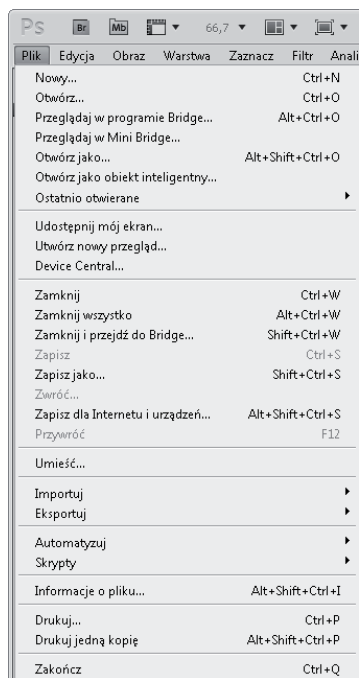 Ps Br Mb 66,7
Plik Edycja Obraz Warstwa Zaznacz Filtr Anali
Nowy... Ctrl+N
Otwórz... Ctrl+O
Przeglądaj w programie Bridge... Alt+Ctrl+O
Przeglądaj w Mini Bridge...
Otwórz jako... Alt+Shift+Ctrl+O
Otwórz jako obiekt inteligentny...
Ostatnio otwierane
Udostępnij mój ekran...
Utwórz nowy przegląd...
Device Central...
Zamknij Ctrl+W
Zamknij wszystko Alt+Ctrl+W
Zamknij i przejdź do Bridge... Shift+Ctrl+W
Zapisz Ctrl+S
Zapisz jako... Shift+Ctrl+S
Zwróć...
Zapisz dla Internetu i urządzeń... Alt+Shift+Ctrl+S
Przywróć F12
Umieść...
Importuj
Eksportuj
Automatyzuj
Skrypty
Informacje o pliku... Alt+Shift+Ctrl+I
Drukuj... Ctrl+P
Drukuj jedną kopię Alt+Shift+Ctrl+P
Zakończ Ctrl+Q